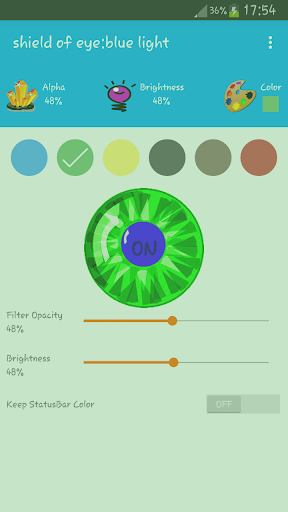 36% 17:54
shield of eye:blue light
Alpha
48%
Brightness
48%
Color
ON
Filter Opacity
48%
Brightness
48%
Keep StatusBar Color
OFF